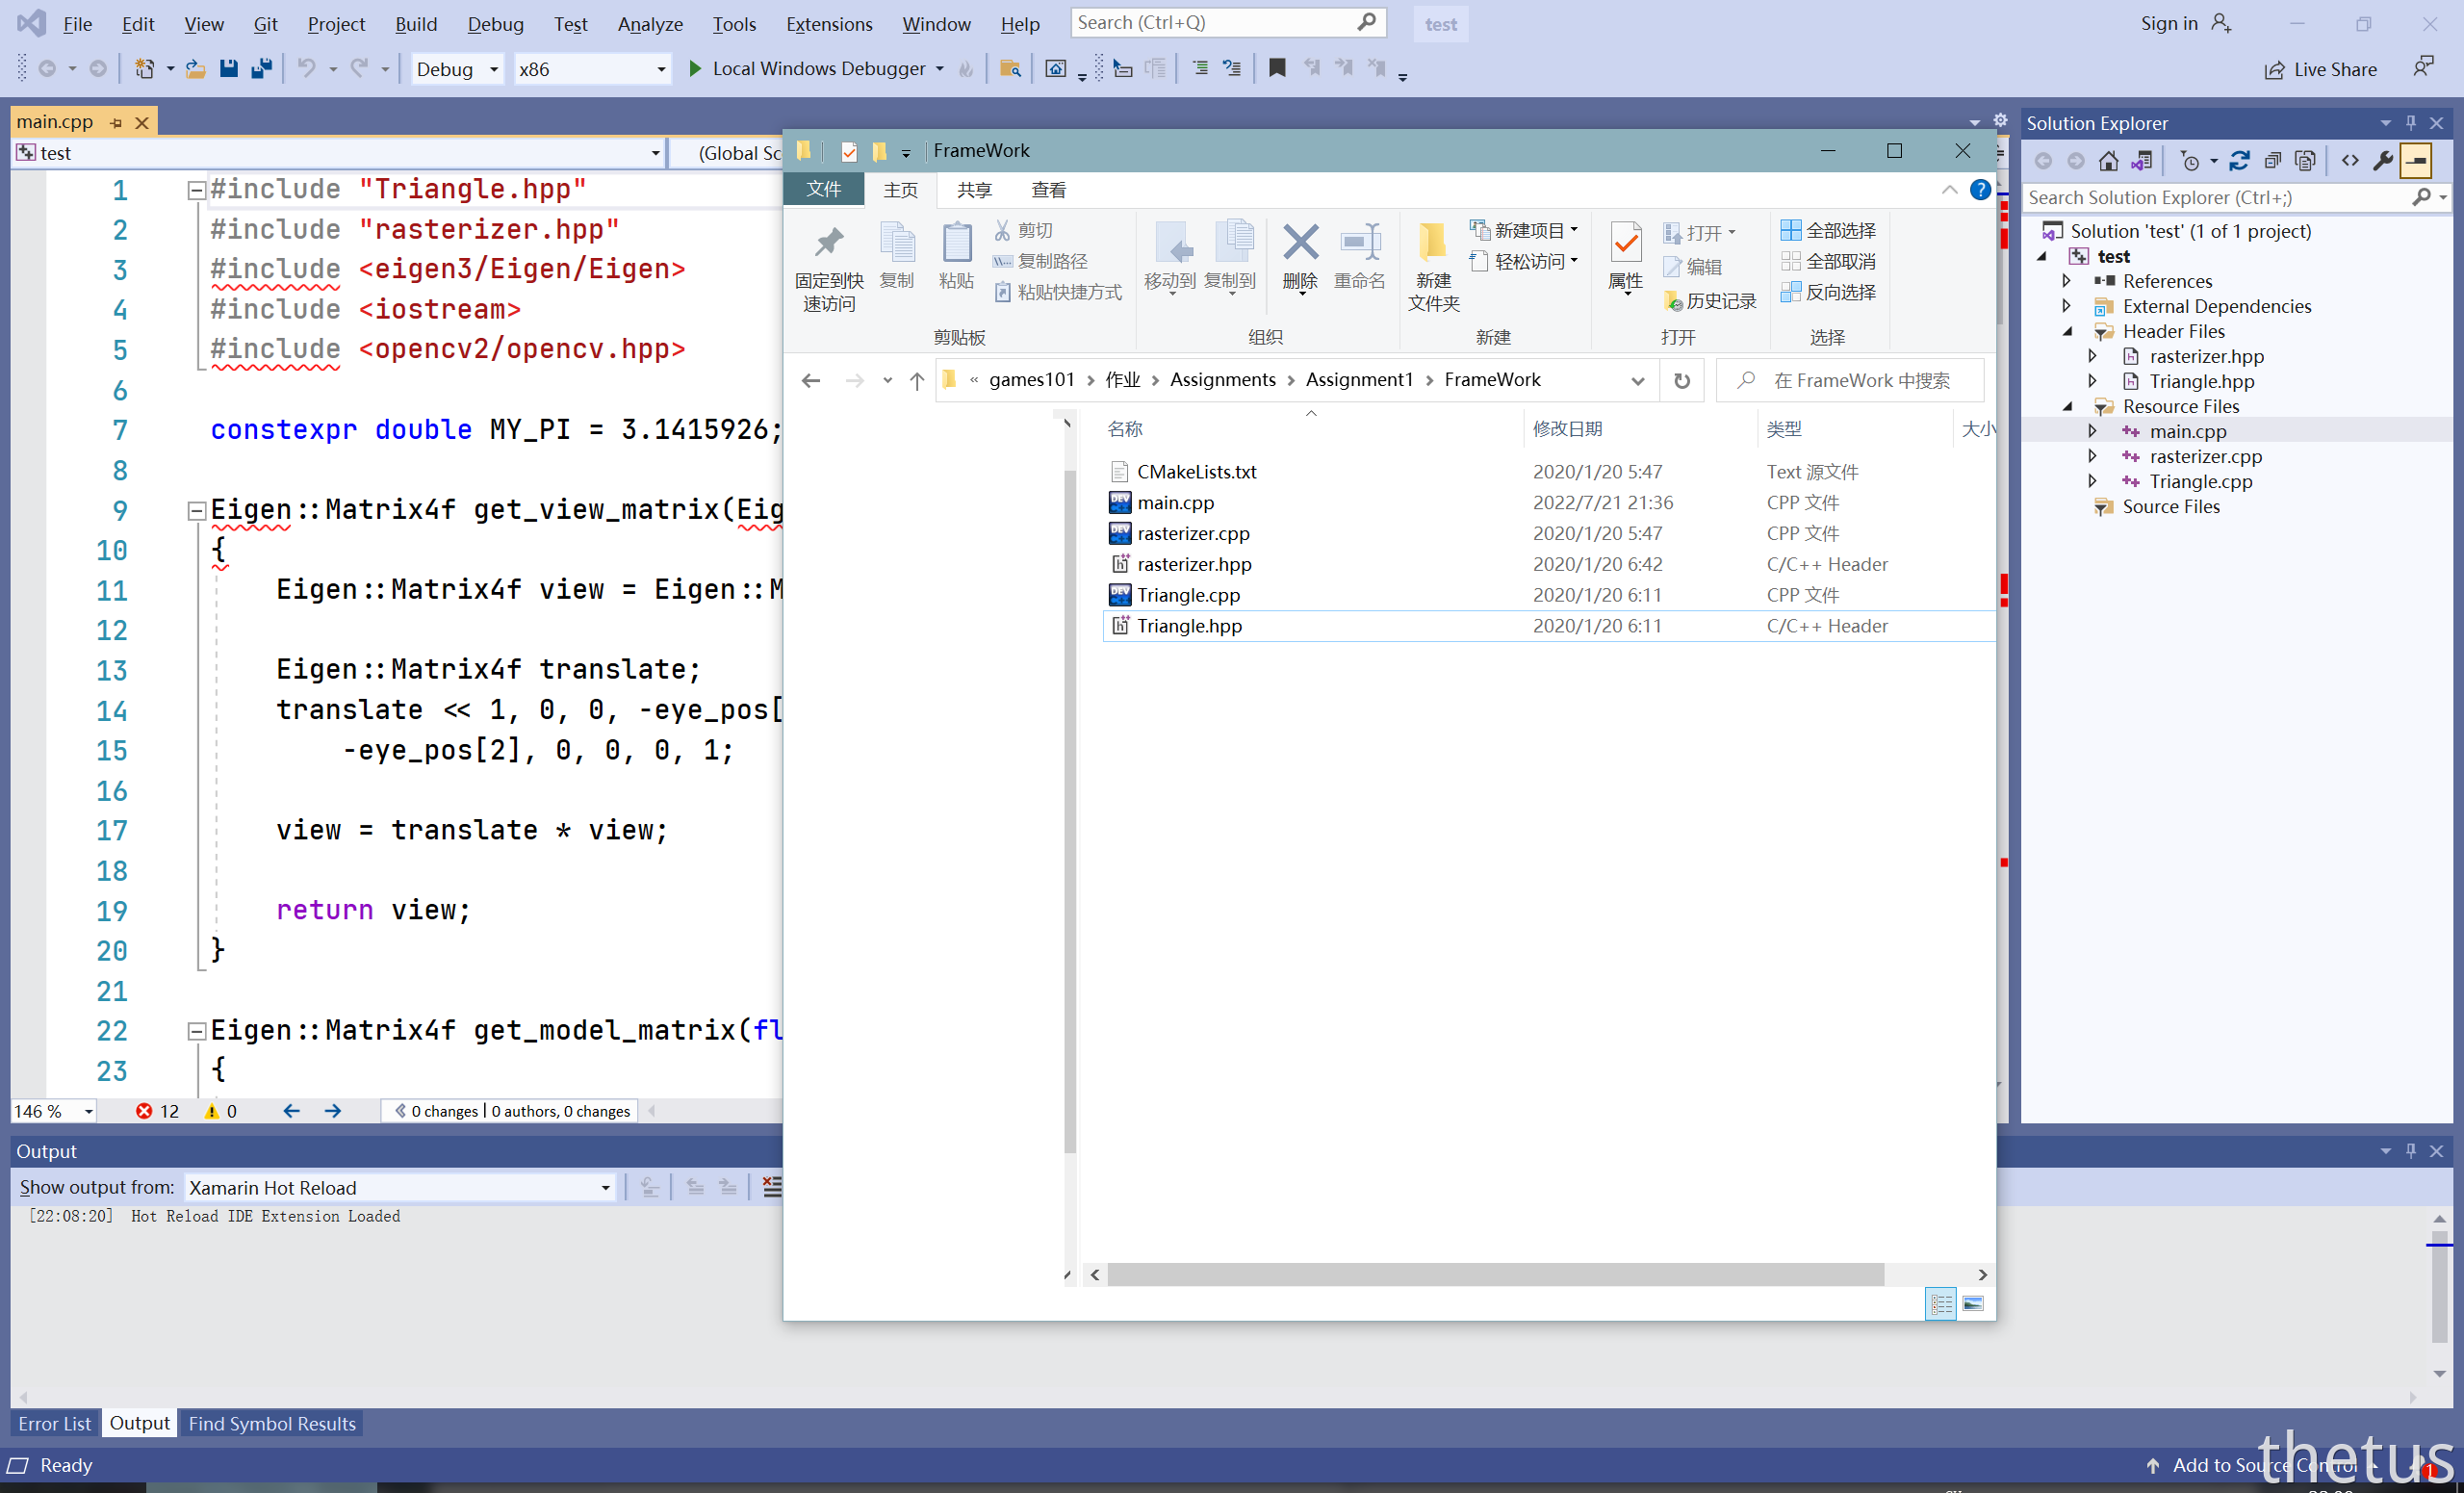 File Edit View Git Project Build Debug Test Analyze Tools Extensions Window Help Search (Ctrl+Q) test Sign in
Debug x86 Local Windows Debugger Live Share
main.cpp
test (Global Sc
1 #include "Triangle.hpp"
2 #include "rasterizer.hpp"
3 #include <eigen3/Eigen/Eigen>
4 #include <iostream>
5 #include <opencv2/opencv.hpp>
6
7 constexpr double MY_PI = 3.1415926;
8
9 Eigen::Matrix4f get_view_matrix(Eig
10 {
11 Eigen::Matrix4f view = Eigen::M
12
13 Eigen::Matrix4f translate;
14 translate << 1, 0, 0, -eye_pos[
15 -eye_pos[2], 0, 0, 0, 1;
16
17 view = translate * view;
18
19 return view;
20 }
21
22 Eigen::Matrix4f get_model_matrix(fl
23 {
146 % 12 0 0 changes | 0 authors, 0 changes
FrameWork
文件 主页 共享 查看
固定到快速访问
复制
粘贴
剪切
复制路径
粘贴快捷方式
剪贴板
移动到
复制到
删除
重命名
组织
新建文件夹
新建项目
轻松访问
新建
属性
打开
编辑
历史记录
打开
全部选择
全部取消
反向选择
选择
« games101 > 作业 > Assignments > Assignment1 > FrameWork
在 FrameWork 中搜索
名称 修改日期 类型 大小
CMakeLists.txt 2020/1/20 5:47 Text 源文件
main.cpp 2022/7/21 21:36 CPP 文件
rasterizer.cpp 2020/1/20 5:47 CPP 文件
rasterizer.hpp 2020/1/20 6:42 C/C++ Header
Triangle.cpp 2020/1/20 6:11 CPP 文件
Triangle.hpp 2020/1/20 6:11 C/C++ Header
Solution Explorer
Search Solution Explorer (Ctrl+;)
Solution 'test' (1 of 1 project)
test
References
External Dependencies
Header Files
rasterizer.hpp
Triangle.hpp
Resource Files
main.cpp
rasterizer.cpp
Triangle.cpp
Source Files
Output
Show output from: Xamarin Hot Reload
[22:08:20] Hot Reload IDE Extension Loaded
Error List Output Find Symbol Results
Ready
Add to Source Control
thetus